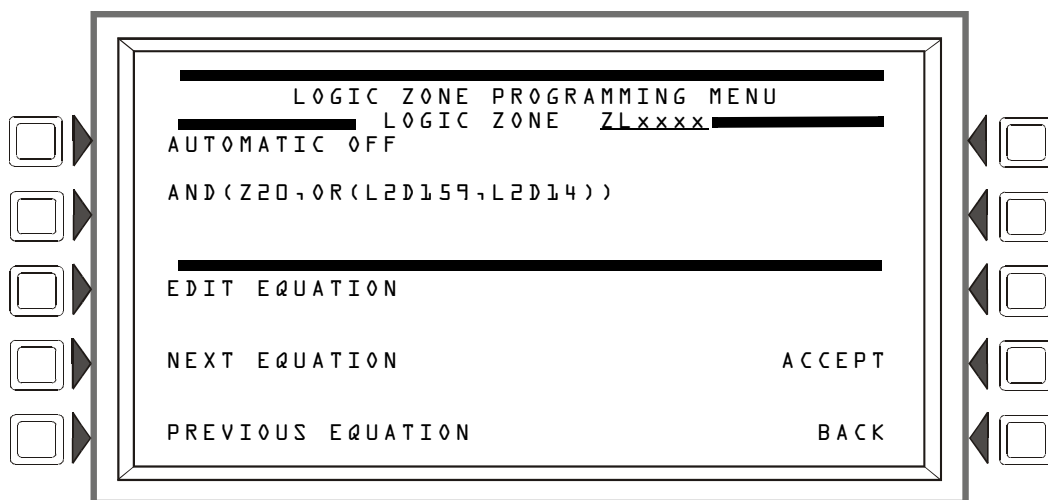 LOGIC ZONE PROGRAMMING MENU
LOGIC ZONE ZLxxxx
AUTOMATIC OFF
AND(Z20,OR(L2D159,L2D14))
EDIT EQUATION
NEXT EQUATION ACCEPT
PREVIOUS EQUATION BACK